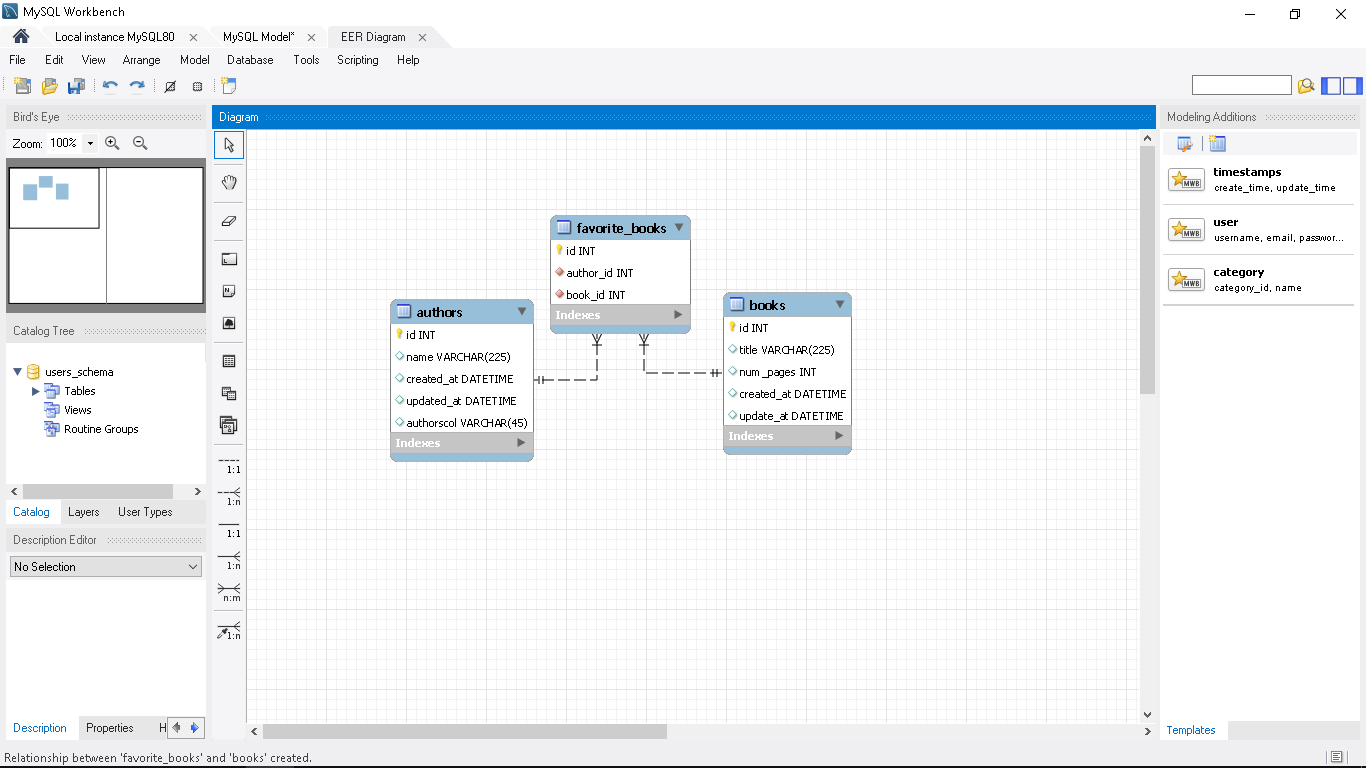 MySQL Workbench
Local instance MySQL80
MySQL Model*
EER Diagram
File Edit View Arrange Model Database Tools Scripting Help
Bird's Eye
Zoom: 100%
Diagram
Modeling Additions
timestamps
create_time, update_time
user
username, email, passwor...
category
category_id, name
favorite_books
id INT
author_id INT
book_id INT
Indexes
authors
id INT
name VARCHAR(225)
created_at DATETIME
updated_at DATETIME
authorscol VARCHAR(45)
Indexes
books
id INT
title VARCHAR(225)
num_pages INT
created_at DATETIME
update_at DATETIME
Indexes
Catalog Tree
users_schema
Tables
Views
Routine Groups
Catalog Layers User Types
Description Editor
No Selection
Description Properties H
1:1
1:n
1:1
1:n
n:m
1:n
MWB
MWB
MWB
Templates
Relationship between 'favorite_books' and 'books' created.